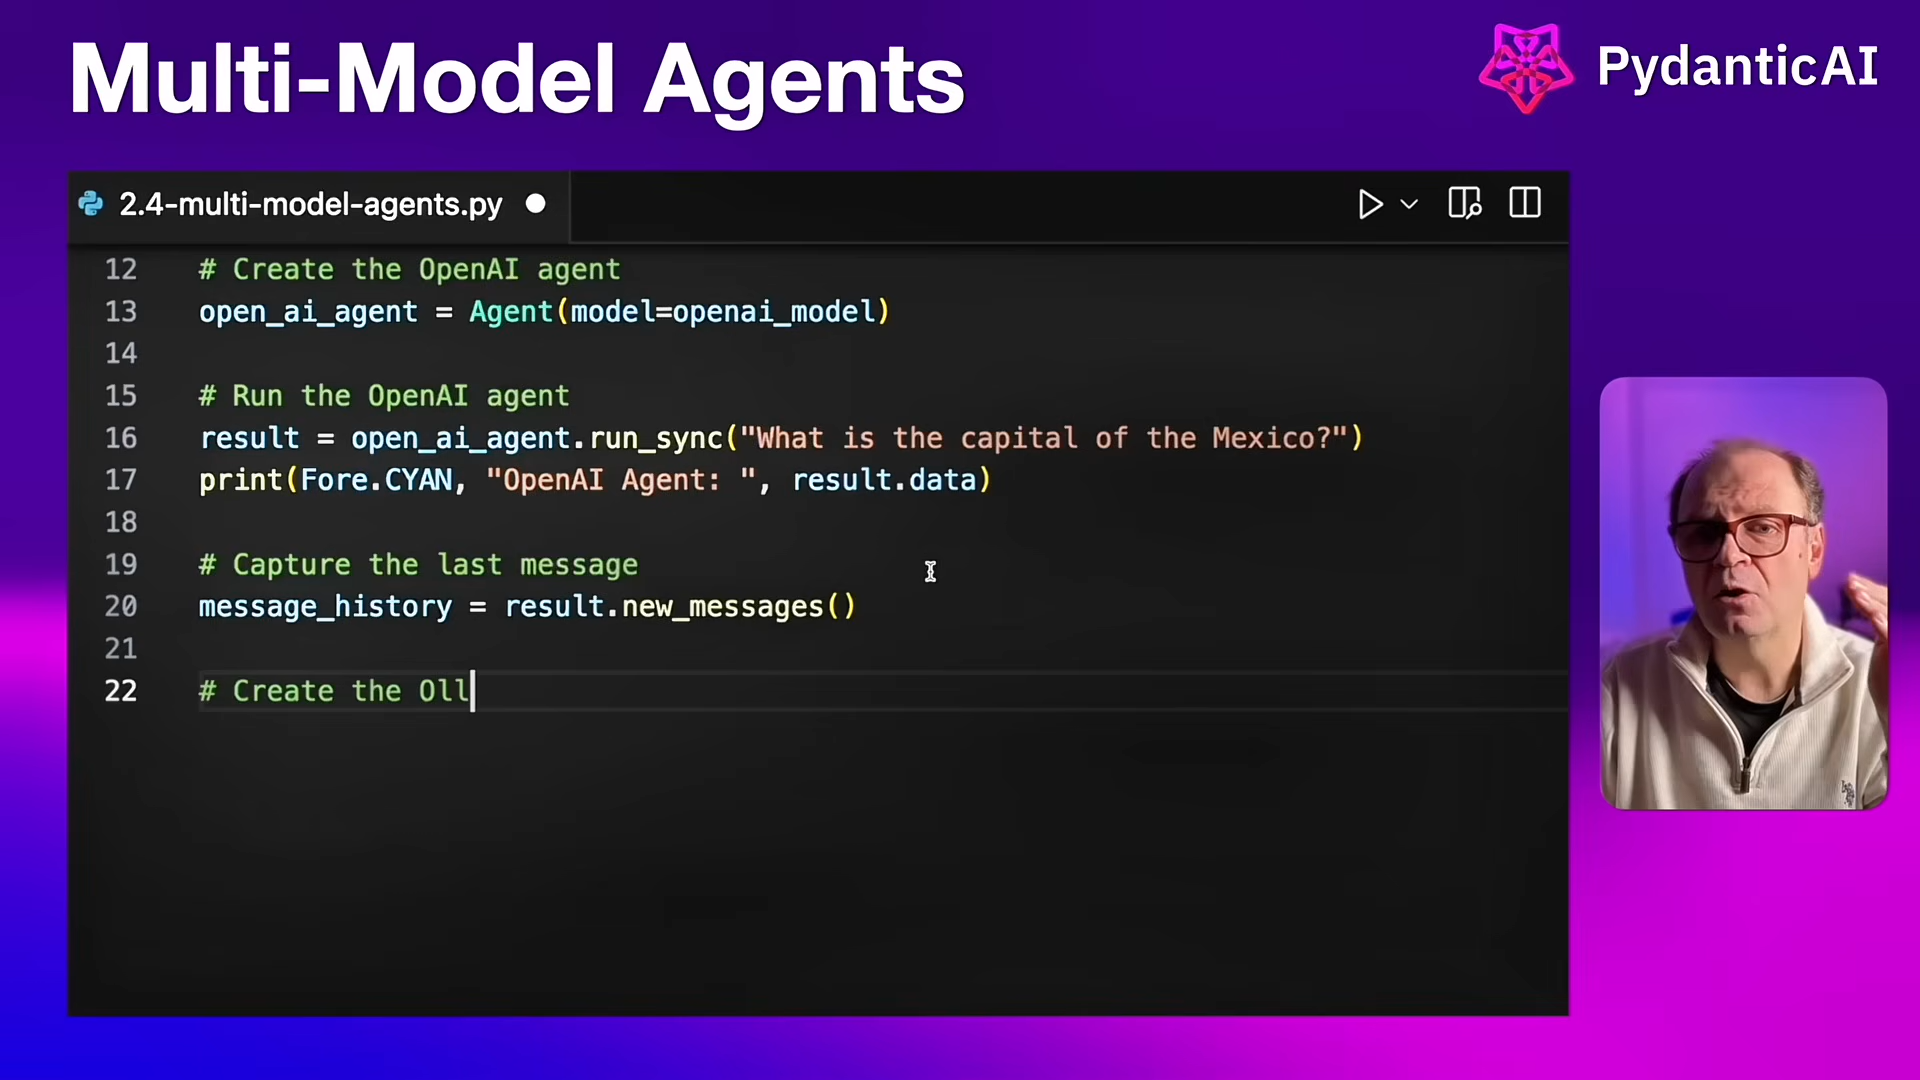 Multi-Model Agents
PydanticAI
2.4-multi-model-agents.py
12 # Create the OpenAI agent
13 open_ai_agent = Agent(model=openai_model)
14
15 # Run the OpenAI agent
16 result = open_ai_agent.run_sync("What is the capital of the Mexico?")
17 print(Fore.CYAN, "OpenAI Agent: ", result.data)
18
19 # Capture the last message
20 message_history = result.new_messages()
21
22 # Create the Oll